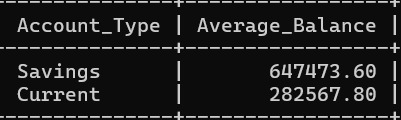 Account_Type | Average_Balance |
Savings | 647473.60 |
Current | 282567.80 |